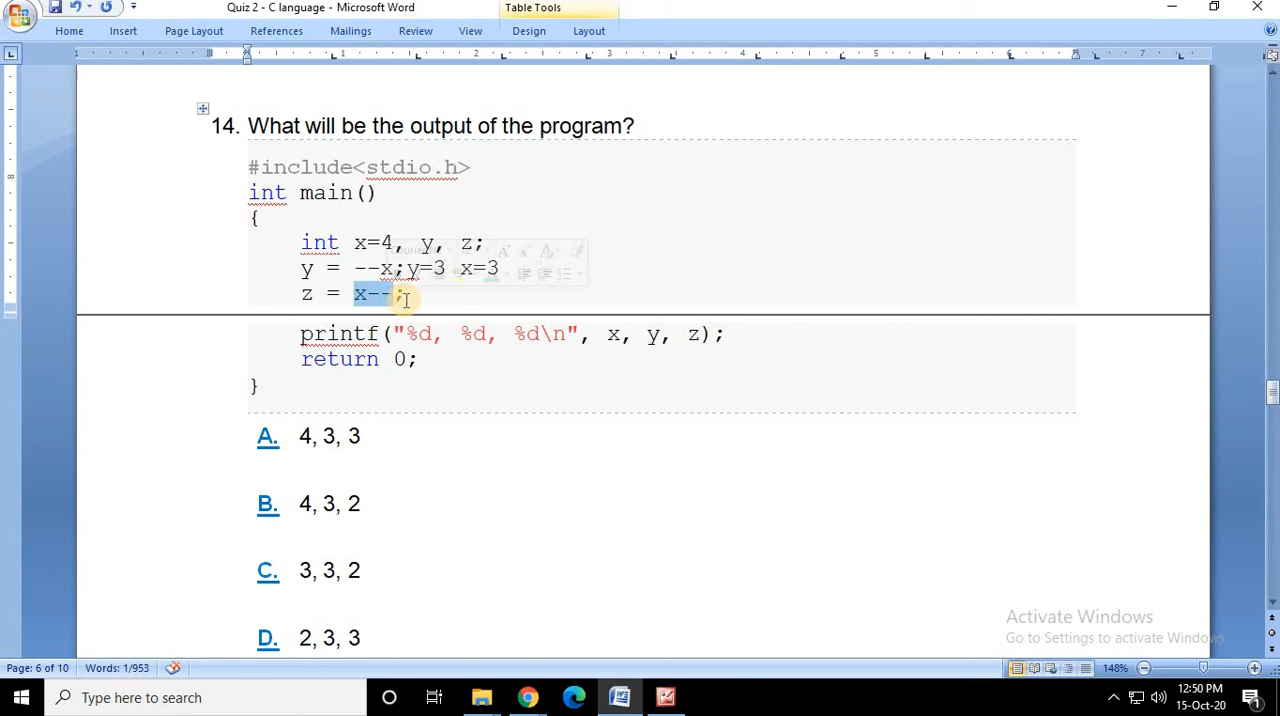 Quiz 2 - C language - Microsoft Word
Table Tools
Home
Insert
Page Layout
References
Mailings
Review
View
Design
Layout
14. What will be the output of the program?
#include<stdio.h>
int main()
{
int x=4, y, z;
y = --x;y=3 x=3
z = x--;
printf("%d, %d, %d\n", x, y, z);
return 0;
}
A. 4, 3, 3
B. 4, 3, 2
C. 3, 3, 2
D. 2, 3, 3
Activate Windows
Go to Settings to activate Windows
Page: 6 of 10
Words: 1/953
148%
Type here to search
12:50 PM
15-Oct-20